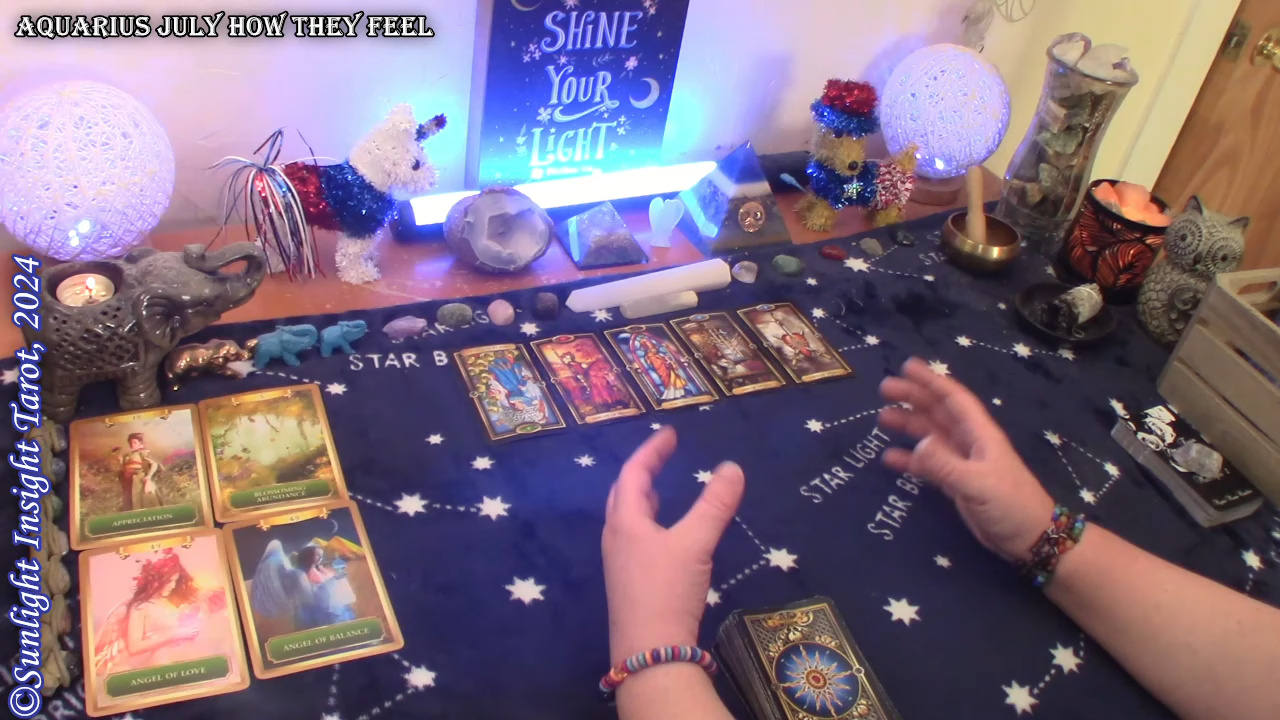 AQUARIUS JULY HOW THEY FEEL
©Sunlight Insight Tarot, 2024
SHINE
YOUR
LIGHT
STAR B
STAR LIGHT
STAR BR
APPRECIATION
BLOSSOMING
ABUNDANCE
ANGEL OF LOVE
ANGEL OF BALANCE